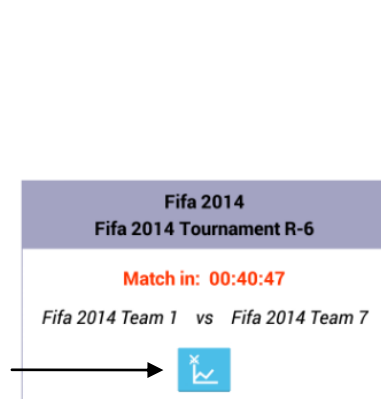 Fifa 2014
Fifa 2014 Tournament R-6
Match in: 00:40:47
Fifa 2014 Team 1 vs Fifa 2014 Team 7